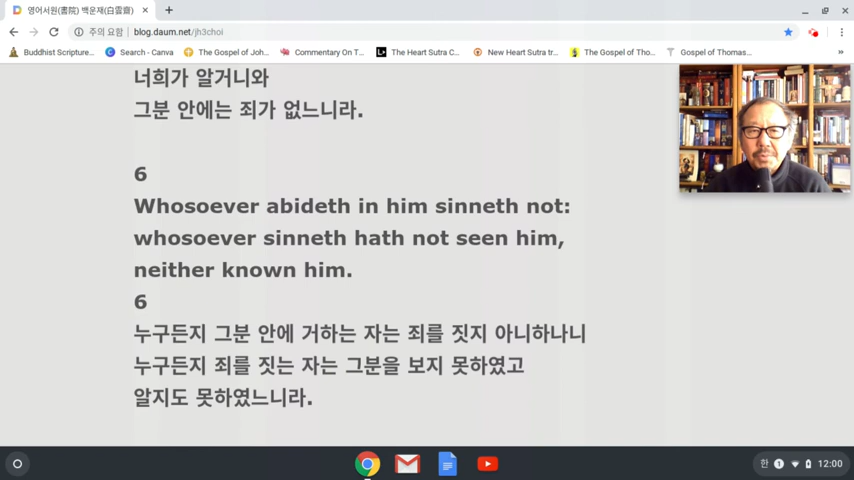 영어서원(書院) 백운재(白雲齋)
주의 요함
blog.daum.net/jh3choi
Buddhist Scripture...
Search - Canva
The Gospel of Joh...
Commentary On T...
The Heart Sutra C...
New Heart Sutra tr...
The Gospel of Tho...
Gospel of Thomas...
»
너희가 알거니와
그분 안에는 죄가 없느니라.
6
Whosoever abideth in him sinneth not:
whosoever sinneth hath not seen him,
neither known him.
6
누구든지 그분 안에 거하는 자는 죄를 짓지 아니하나니
누구든지 죄를 짓는 자는 그분을 보지 못하였고
알지도 못하였느니라.
한
1
12:00